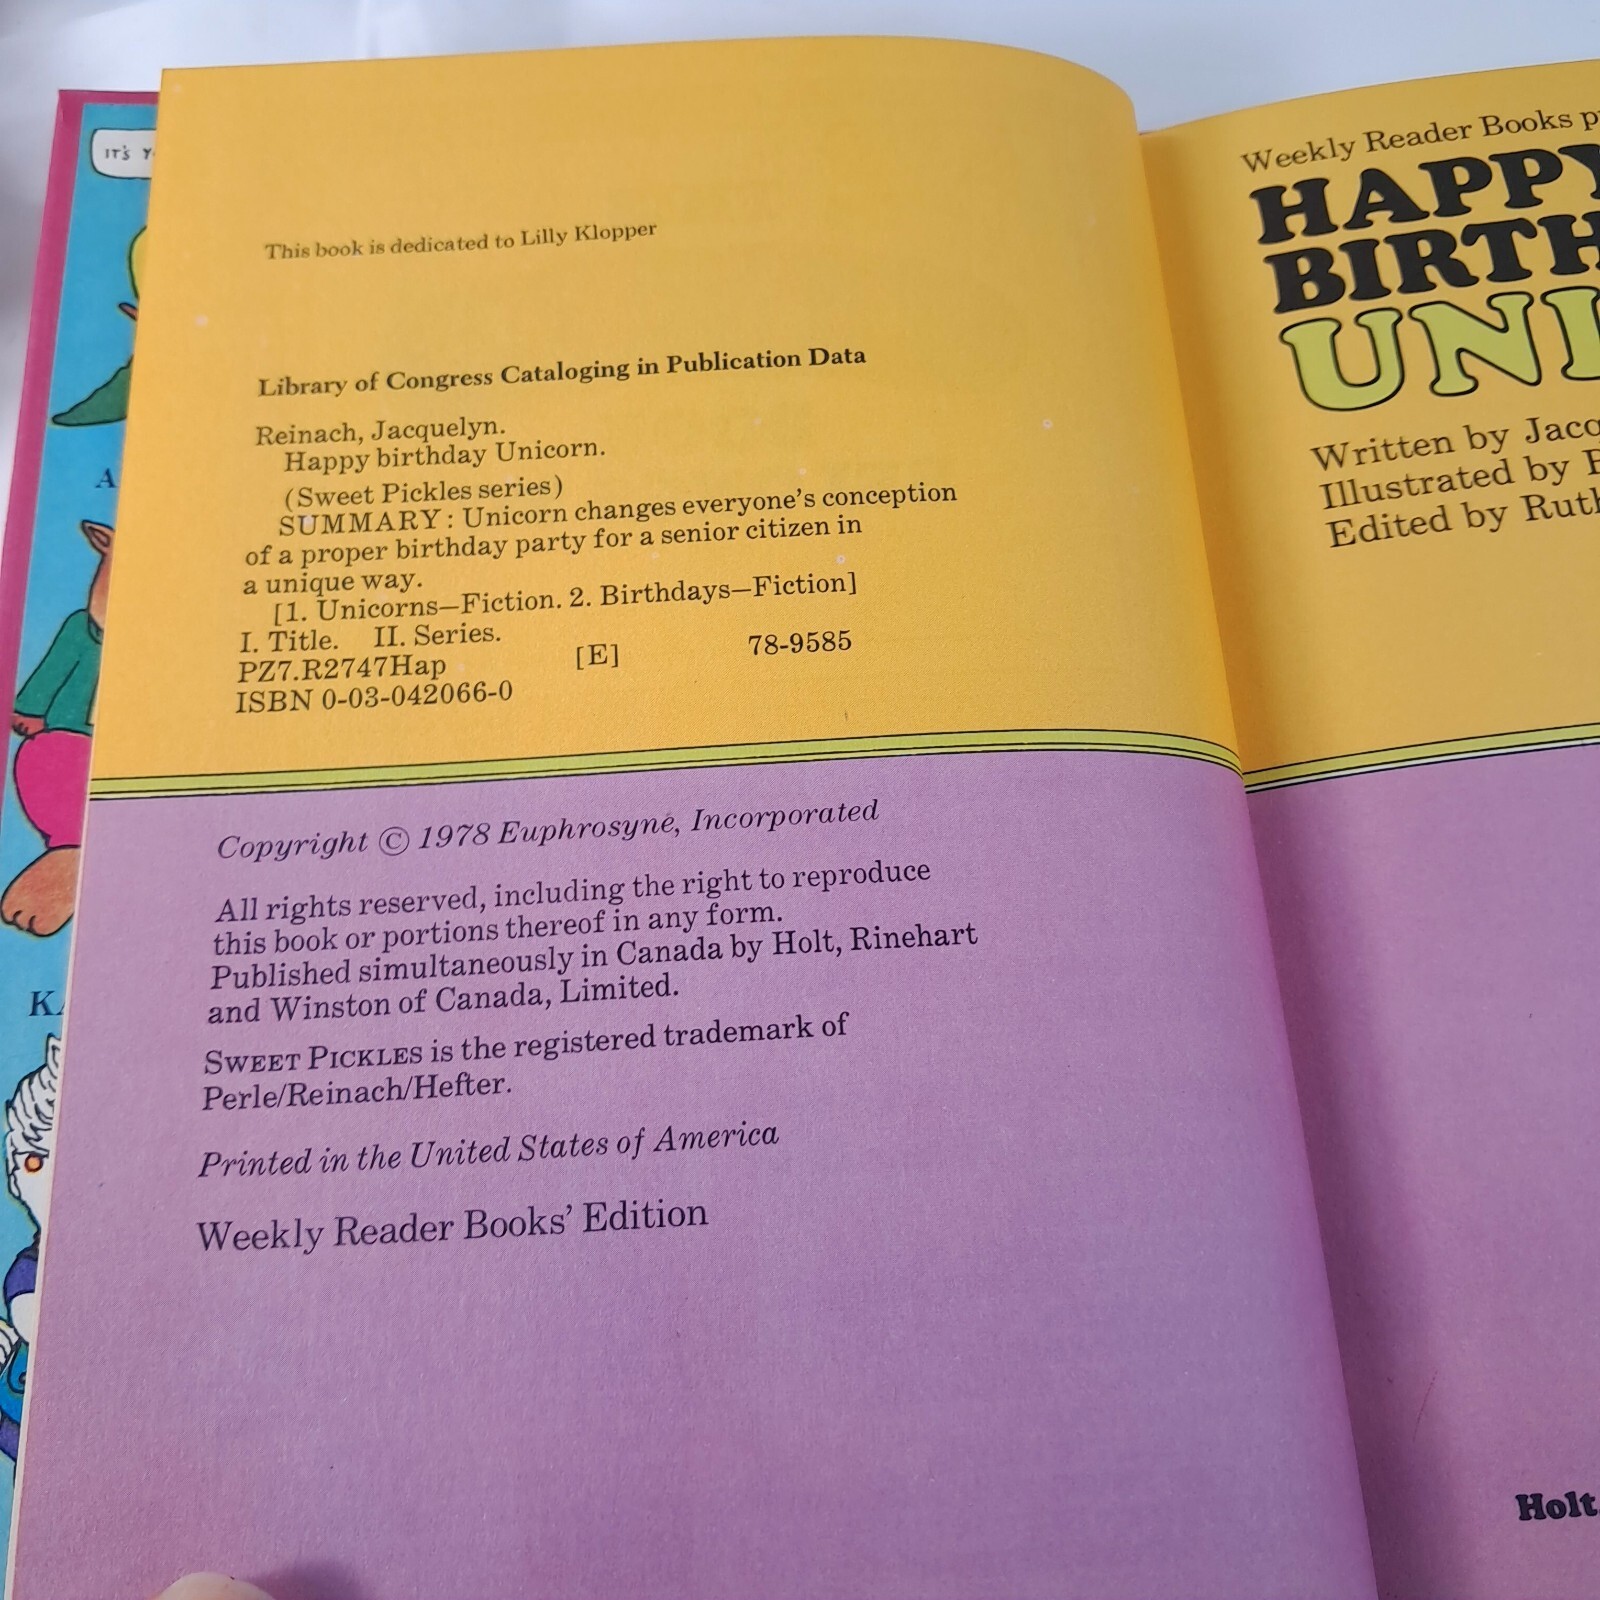 IT'S
This book is dedicated to Lilly Klopper
Library of Congress Cataloging in Publication Data
Reinach, Jacquelyn.
Happy birthday Unicorn.
(Sweet Pickles series)
SUMMARY: Unicorn changes everyone's conception
of a proper birthday party for a senior citizen in
a unique way.
[1. Unicorns—Fiction. 2. Birthdays—Fiction]
I. Title. II. Series.
PZ7.R2747Hap [E] 78-9585
ISBN 0-03-042066-0
Copyright © 1978 Euphrosyne, Incorporated
All rights reserved, including the right to reproduce
this book or portions thereof in any form.
Published simultaneously in Canada by Holt, Rinehart
and Winston of Canada, Limited.
SWEET PICKLES is the registered trademark of
Perle/Reinach/Hefter.
Printed in the United States of America
Weekly Reader Books' Edition
Weekly Reader Books
HAPPY
BIRTH
UNI
Written by Jacq
Illustrated by
Edited by Ruth
Holt